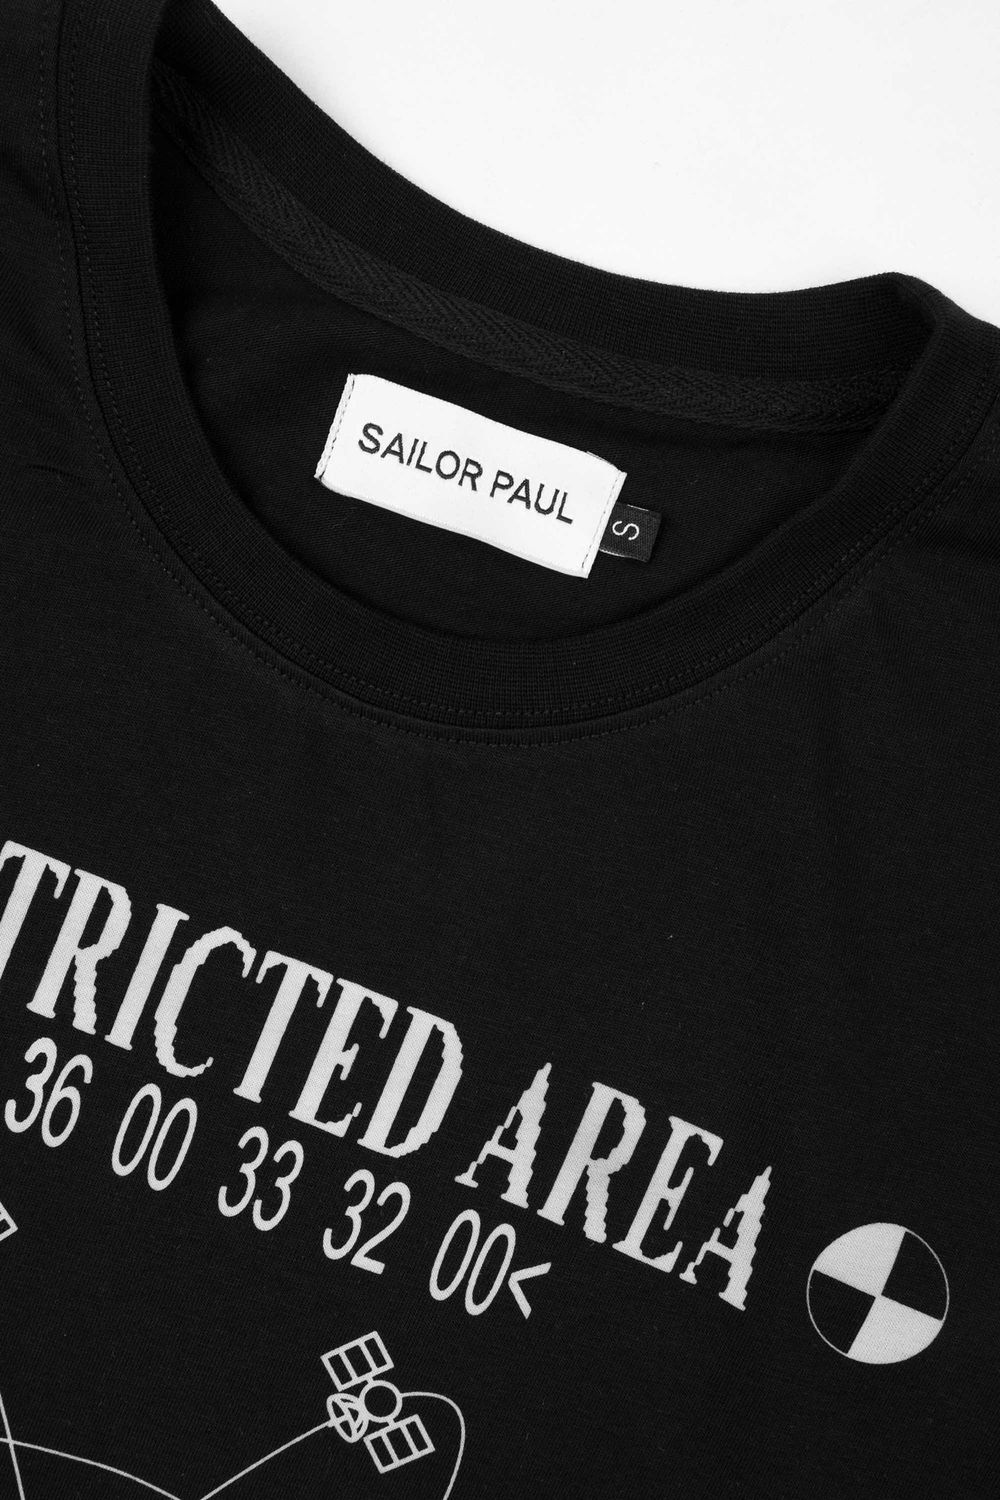 SAILOR PAUL
S
TRICTED AREA
36 00 33 32 00<